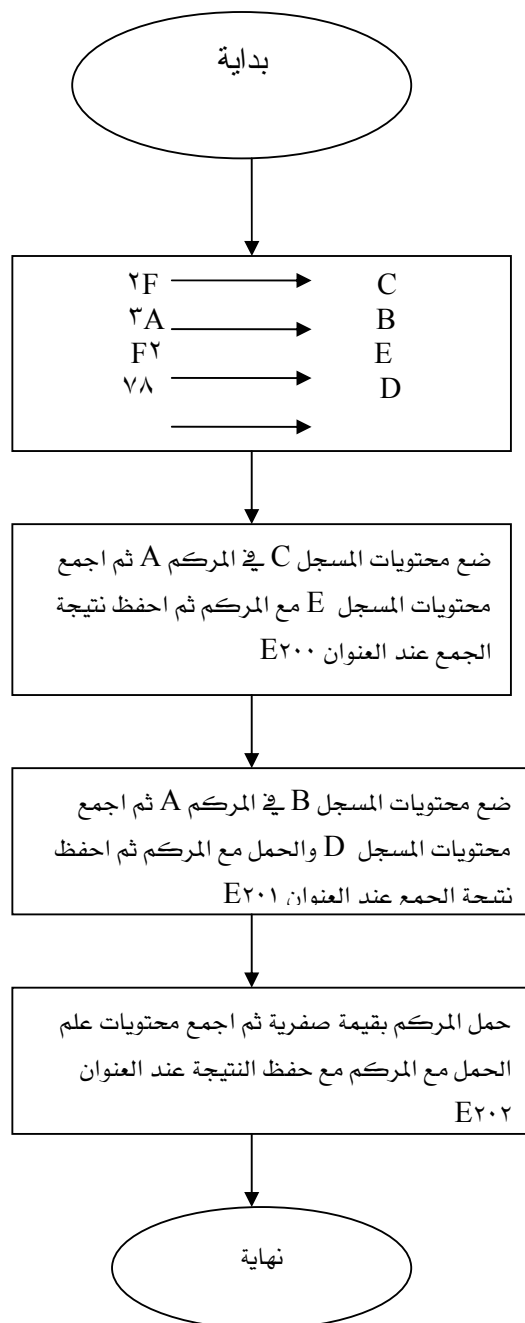 بداية
٢F C
٣A B
F٢ E
٧٨ D
ضع محتويات المسجل C في المركم A ثم اجمع
محتويات المسجل E مع المركم ثم احفظ نتيجة
الجمع عند العنوان E٢٠٠
ضع محتويات المسجل B في المركم A ثم اجمع
محتويات المسجل D والحمل مع المركم ثم احفظ
نتيجة الجمع عند العنوان E٢٠١
حمل المركم بقيمة صفرية ثم اجمع محتويات علم
الحمل مع المركم مع حفظ النتيجة عند العنوان
E٢٠٢
نهاية